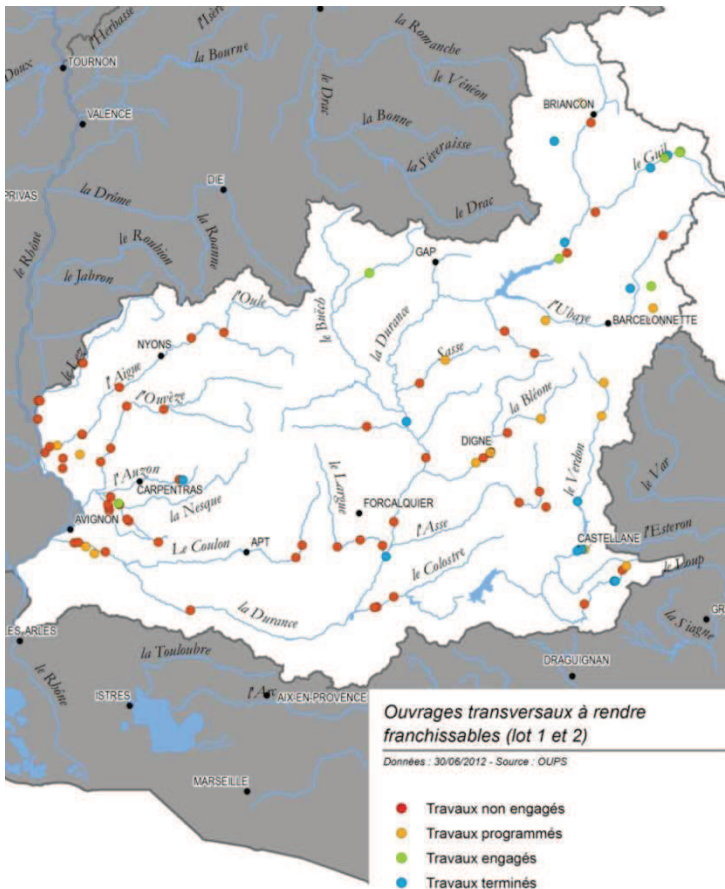 l'Herbasse
l'Isère
la Bourne
la Romanche
le Vénéon
Doux
TOURNON
le Drac
la Bonne
BRIANCON
VALENCE
la Séveraisse
le Guil
PRIVAS
la Drôme
DIE
le Drac
le Rhône
le Roubion
la Roanne
le Jabron
GAP
l'Oule
le Buëch
la Durance
l'Ubaye
BARCELONNETTE
NYONS
le Lez
l'Aigue
Sasse
l'Ouvèze
la Bléone
DIGNE
le Verdon
le Var
l'Auzon
CARPENTRAS
la Nesque
le Largue
FORCALQUIER
AVIGNON
l'Asse
l'Esteron
Le Coulon
APT
CASTELLANE
le Loup
le Colostre
la Durance
la Siagne
GR
LES-ARLES
la Touloubre
DRAGUIGNAN
le Rhône
ISTRES
l'Arc
AIX-EN-PROVENCE
MARSEILLE
Ouvrages transversaux à rendre
franchissables (lot 1 et 2)
Données : 30/06/2012 - Source : OUPS
Travaux non engagés
Travaux programmés
Travaux engagés
Travaux terminés